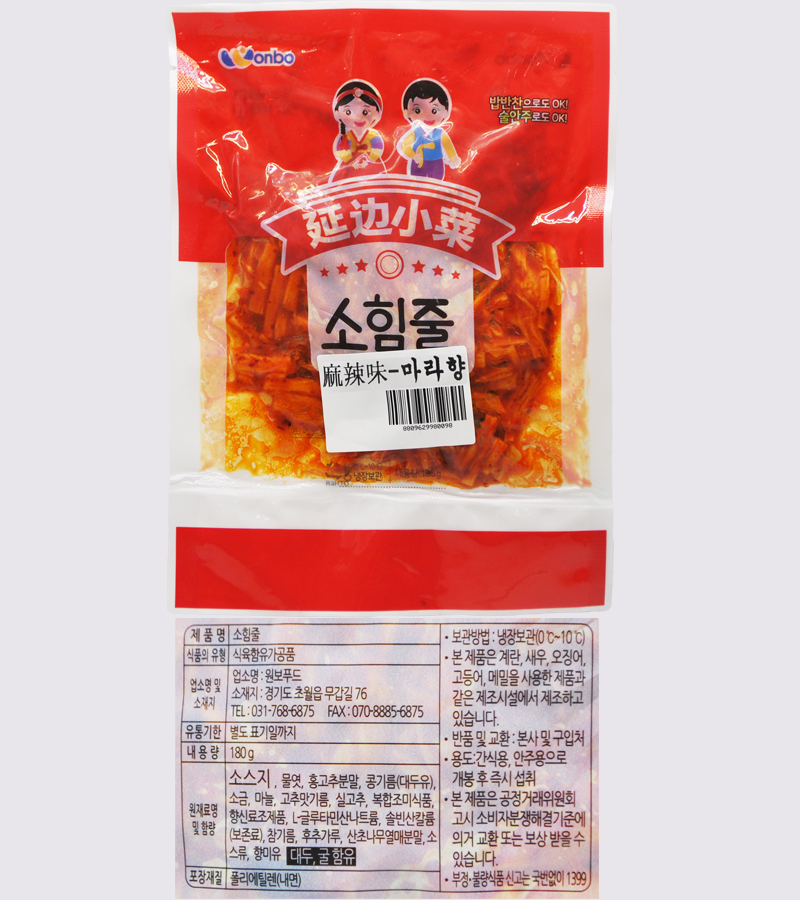 Wonbo
밥반찬으로도 OK!
술안주로도 OK!
延边小菜
소힘줄
麻辣味-마라향
8809629980098
냉장보관
제 품 명 소힘줄
식품의 유형 식육함유가공품
업소명 및 소재지 업소명 : 원보푸드
소재지 : 경기도 초월읍 무갑길 76
TEL : 031-768-6875 FAX : 070-8885-6875
유통기한 별도 표기일까지
내 용 량 180g
원재료명 및 함량 소스지, 물엿, 홍고추분말, 콩기름(대두유),
소금, 마늘, 고추맛기름, 실고추, 복합조미식품,
향신료조제품, L-글루타민산나트륨, 솔빈산칼륨
(보존료), 참기름, 후추가루, 산초나무열매분말, 소
스류, 향미유 대두, 굴 함유
포장재질 폴리에틸렌(내면)
• 보관방법 : 냉장보관(0℃~10℃)
• 본 제품은 계란, 새우, 오징어,
고등어, 메밀을 사용한 제품과
같은 제조시설에서 제조하고
있습니다.
• 반품 및 교환 : 본사 및 구입처
• 용도:간식용, 안주용으로
개봉 후 즉시 섭취
• 본 제품은 공정거래위원회
고시 소비자분쟁해결기준에
의거 교환 또는 보상 받을 수
있습니다.
• 부정·불량식품 신고는 국번없이 1399